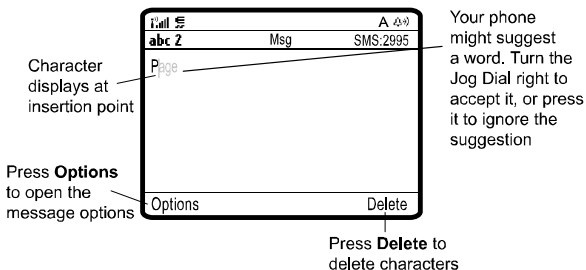 Your phone
might suggest
a word. Turn the
Jog Dial right to
accept it, or press
it to ignore the
suggestion
A
abc 2 Msg SMS:2995
Character
displays at
insertion point
Page
Press Options
to open the
message options
Options Delete
Press Delete to
delete characters